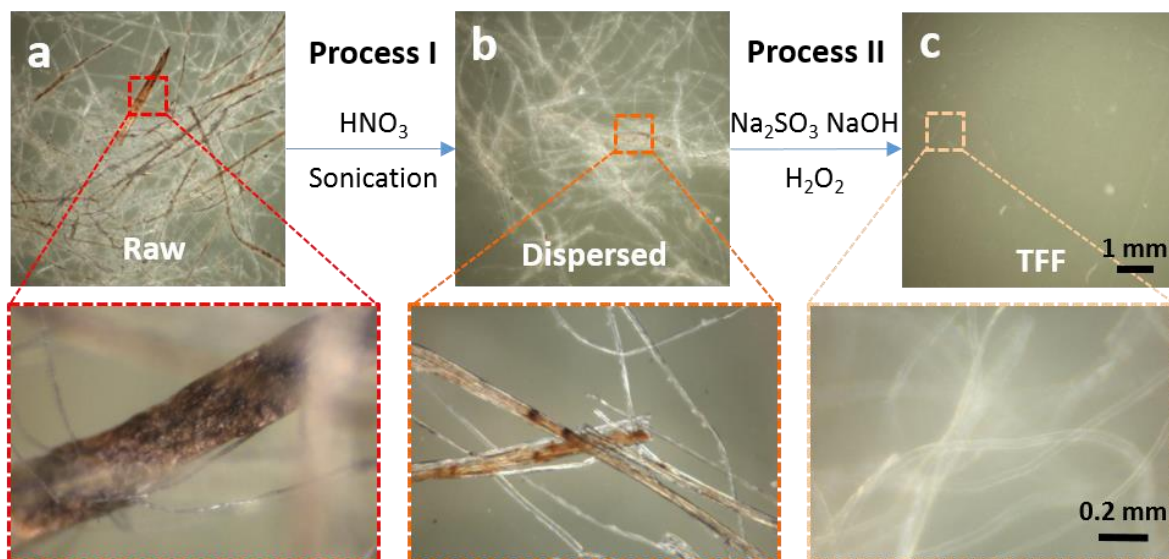 a
Raw
Process I
HNO₃
Sonication
b
Dispersed
Process II
Na₂SO₃ NaOH
H₂O₂
c
TFF
1 mm
0.2 mm